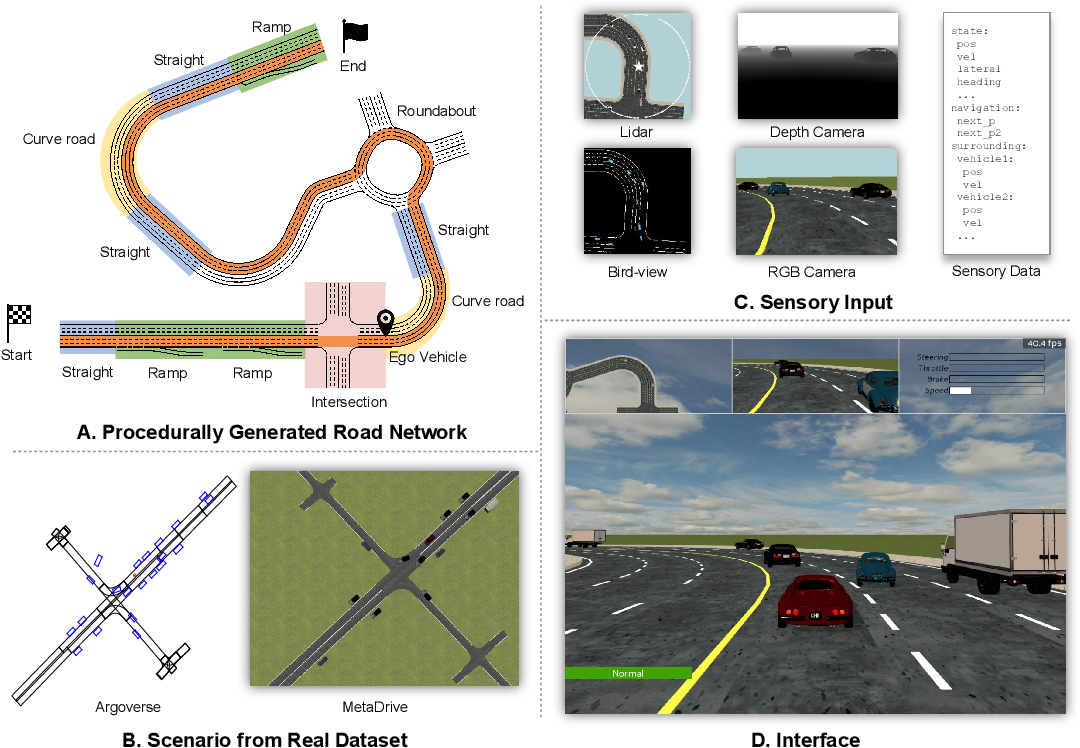 Ramp
End
Straight
Curve road
Roundabout
Straight
Straight
Curve road
Start
Straight
Ramp
Ramp
Ego Vehicle
Intersection
A. Procedurally Generated Road Network
Argoverse
MetaDrive
B. Scenario from Real Dataset
Lidar
Depth Camera
Bird-view
RGB Camera
state:
pos
vel
lateral
heading
...
navigation:
next_p
next_p2
surrounding:
vehicle1:
pos
vel
vehicle2:
pos
vel
...
Sensory Data
C. Sensory Input
40.4 fps
Steering
Throttle
Brake
Speed
Normal
D. Interface